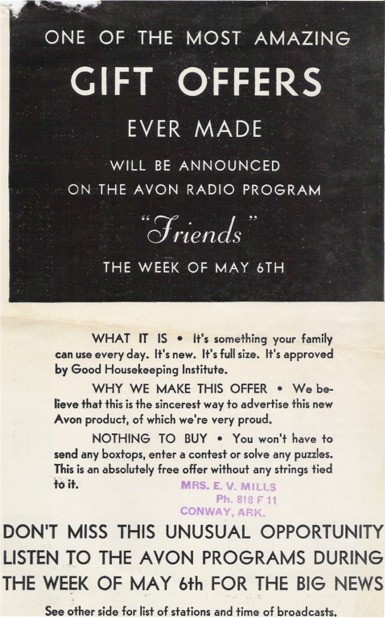 ONE OF THE MOST AMAZING
GIFT OFFERS
EVER MADE
WILL BE ANNOUNCED
ON THE AVON RADIO PROGRAM
"Friends"
THE WEEK OF MAY 6TH
WHAT IT IS • It's something your family
can use every day. It's new. It's full size. It's approved
by Good Housekeeping Institute.
WHY WE MAKE THIS OFFER • We be-
lieve that this is the sincerest way to advertise this new
Avon product, of which we're very proud.
NOTHING TO BUY • You won't have to
send any boxtops, enter a contest or solve any puzzles.
This is an absolutely free offer without any strings tied
to it.
MRS. E. V. MILLS
Ph. 818 F 11
CONWAY, ARK.
DON'T MISS THIS UNUSUAL OPPORTUNITY
LISTEN TO THE AVON PROGRAMS DURING
THE WEEK OF MAY 6th FOR THE BIG NEWS
See other side for list of stations and time of broadcasts.